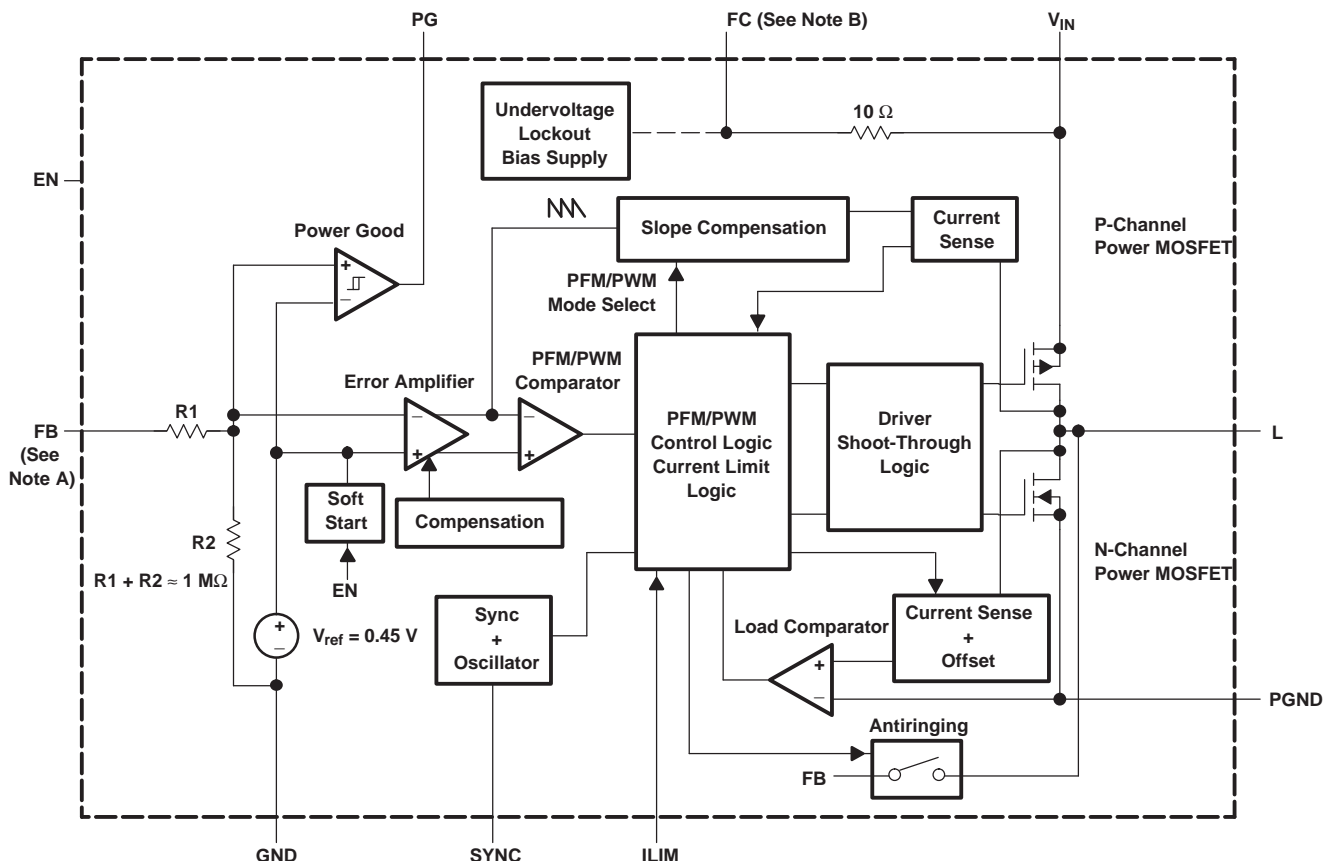 PG
FC (See Note B)
VIN
Undervoltage
Lockout
Bias Supply
10 Ω
EN
Power Good
+
−
Slope Compensation
Current
Sense
P-Channel
Power MOSFET
PFM/PWM
Mode Select
PFM/PWM
Comparator
Error Amplifier
R1
FB
(See
Note A)
−
+
−
+
PFM/PWM
Control Logic
Current Limit
Logic
Driver
Shoot-Through
Logic
L
Soft
Start
Compensation
R2
R1 + R2 ≈ 1 MΩ
EN
N-Channel
Power MOSFET
+
−
Vref = 0.45 V
Sync
+
Oscillator
Load Comparator
+
−
Current Sense
+
Offset
PGND
Antiringing
FB
GND
SYNC
ILIM